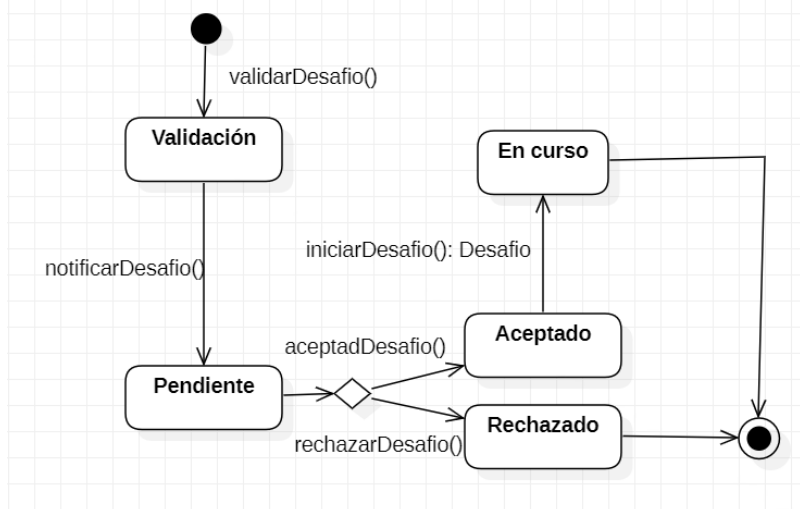 validarDesafio()
Validación
En curso
notificarDesafio()
iniciarDesafio(): Desafio
Aceptado
aceptadDesafio()
Pendiente
Rechazado
rechazarDesafio()